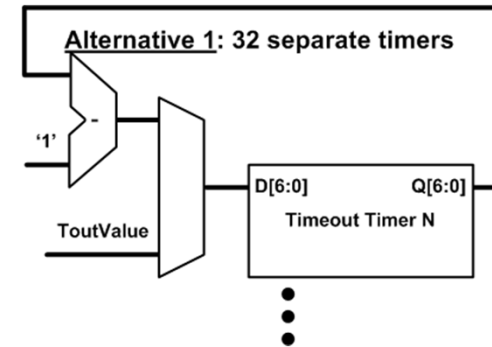 Alternative 1: 32 separate timers
-
‘1’
D[6:0] Q[6:0]
Timeout Timer N
ToutValue